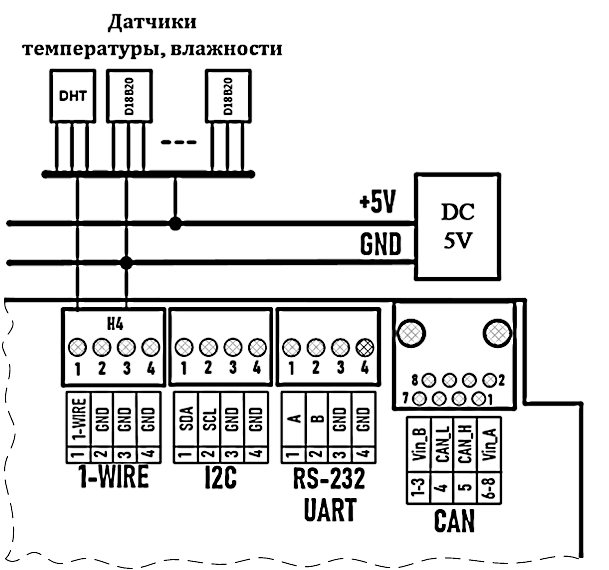 Датчики
температуры, влажности
DHT
D18B20
D18B20
+5V
GND
DC
5V
H4
1 2 3 4
1 2 3 4
1 2 3 4
8 2
7 1
1 1-WIRE
2 GND
3 GND
4 GND
1-WIRE
1 SDA
2 SCL
3 GND
4 GND
I2C
1 A
2 B
3 GND
4 GND
RS-232
UART
1-3 Vin_B
4 CAN_L
5 CAN_H
6-8 Vin_A
CAN